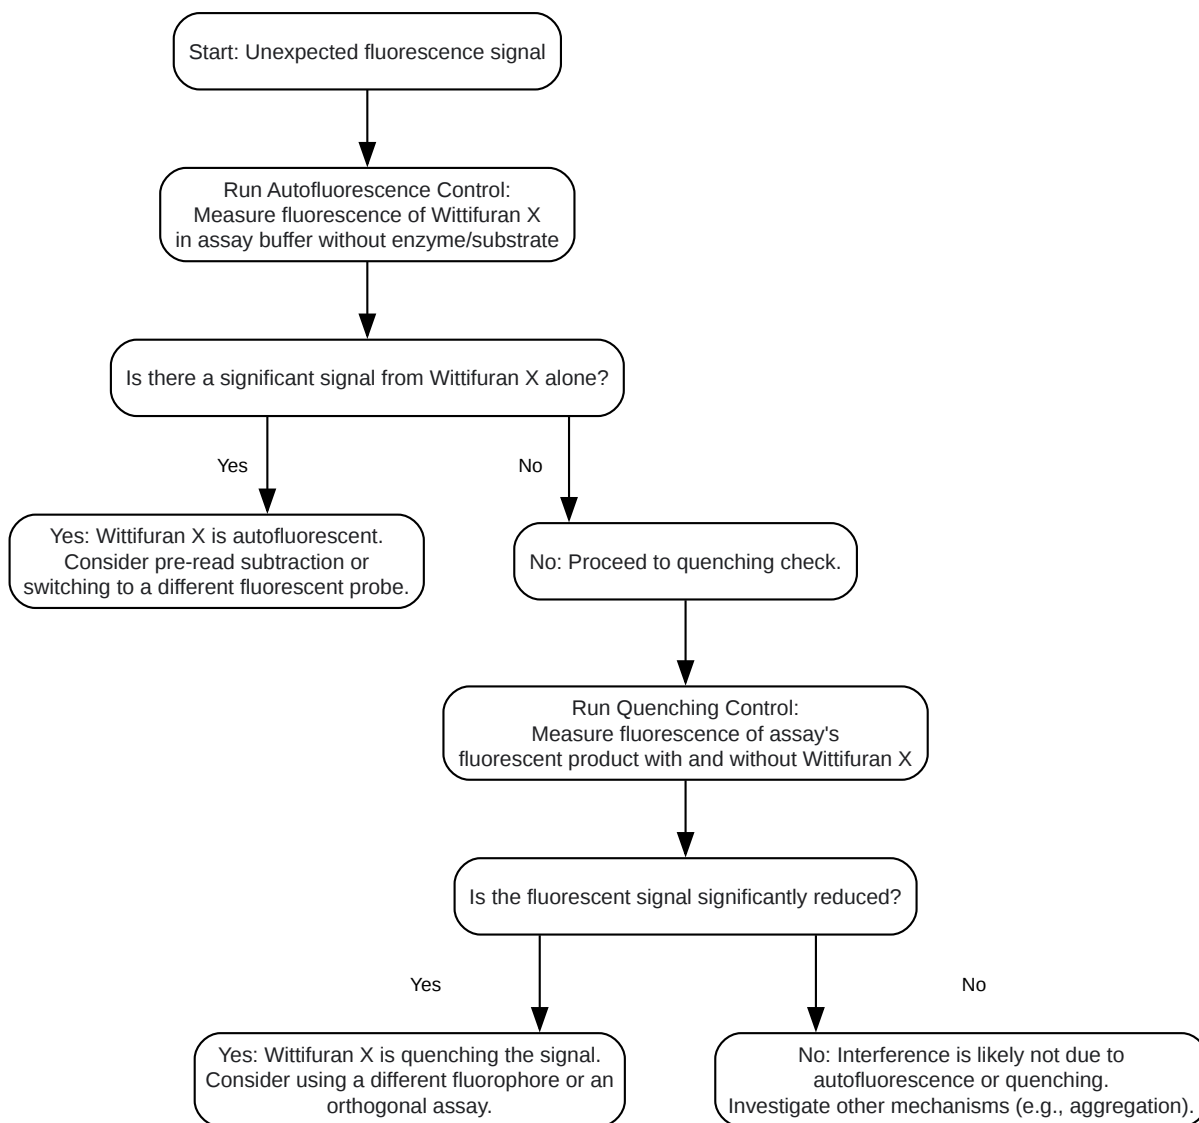 Start: Unexpected fluorescence signal
Run Autofluorescence Control:
Measure fluorescence of Wittifuran X
in assay buffer without enzyme/substrate
Is there a significant signal from Wittifuran X alone?
Yes
No
Yes: Wittifuran X is autofluorescent.
Consider pre-read subtraction or
switching to a different fluorescent probe.
No: Proceed to quenching check.
Run Quenching Control:
Measure fluorescence of assay's
fluorescent product with and without Wittifuran X
Is the fluorescent signal significantly reduced?
Yes
No
Yes: Wittifuran X is quenching the signal.
Consider using a different fluorophore or an
orthogonal assay.
No: Interference is likely not due to
autofluorescence or quenching.
Investigate other mechanisms (e.g., aggregation).